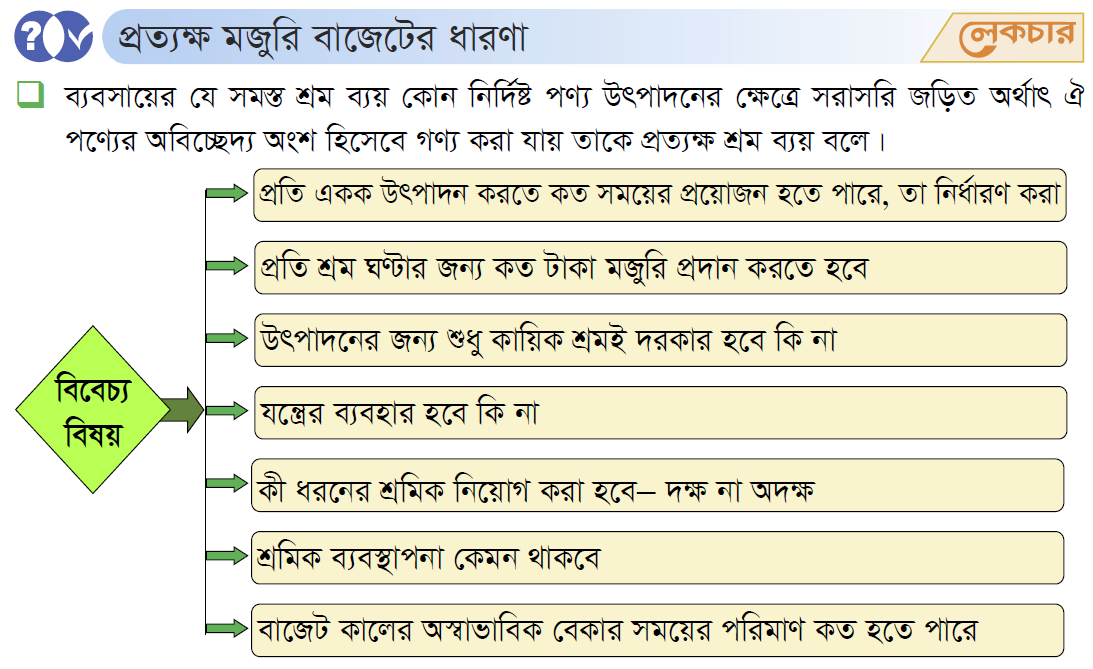 ? প্রত্যক্ষ মজুরি বাজেটের ধারণা
লেকচার
ব্যবসায়ের যে সমস্ত শ্রম ব্যয় কোন নির্দিষ্ট পণ্য উৎপাদনের ক্ষেত্রে সরাসরি জড়িত অর্থাৎ ঐ
পণ্যের অবিচ্ছেদ্য অংশ হিসেবে গণ্য করা যায় তাকে প্রত্যক্ষ শ্রম ব্যয় বলে।
বিবেচ্য
বিষয়
প্রতি একক উৎপাদন করতে কত সময়ের প্রয়োজন হতে পারে, তা নির্ধারণ করা
প্রতি শ্রম ঘণ্টার জন্য কত টাকা মজুরি প্রদান করতে হবে
উৎপাদনের জন্য শুধু কায়িক শ্রমই দরকার হবে কি না
যন্ত্রের ব্যবহার হবে কি না
কী ধরনের শ্রমিক নিয়োগ করা হবে– দক্ষ না অদক্ষ
শ্রমিক ব্যবস্থাপনা কেমন থাকবে
বাজেট কালের অস্বাভাবিক বেকার সময়ের পরিমাণ কত হতে পারে